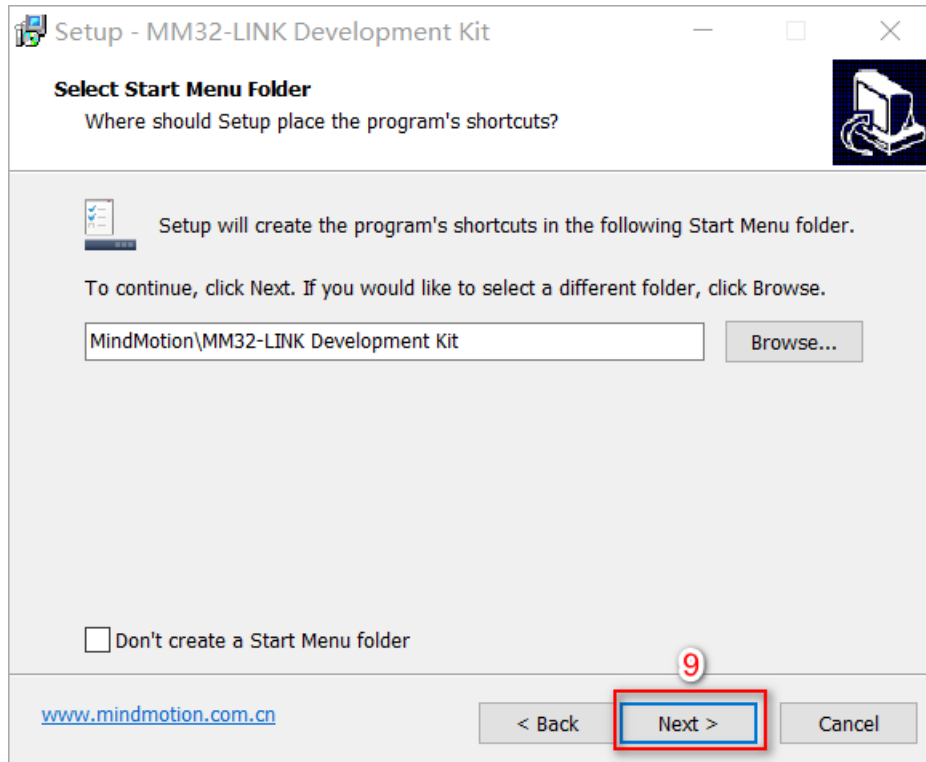 Setup - MM32-LINK Development Kit
Select Start Menu Folder
Where should Setup place the program's shortcuts?
Setup will create the program's shortcuts in the following Start Menu folder.
To continue, click Next. If you would like to select a different folder, click Browse.
MindMotion\MM32-LINK Development Kit
Browse...
Don't create a Start Menu folder
9
www.mindmotion.com.cn
< Back
Next >
Cancel